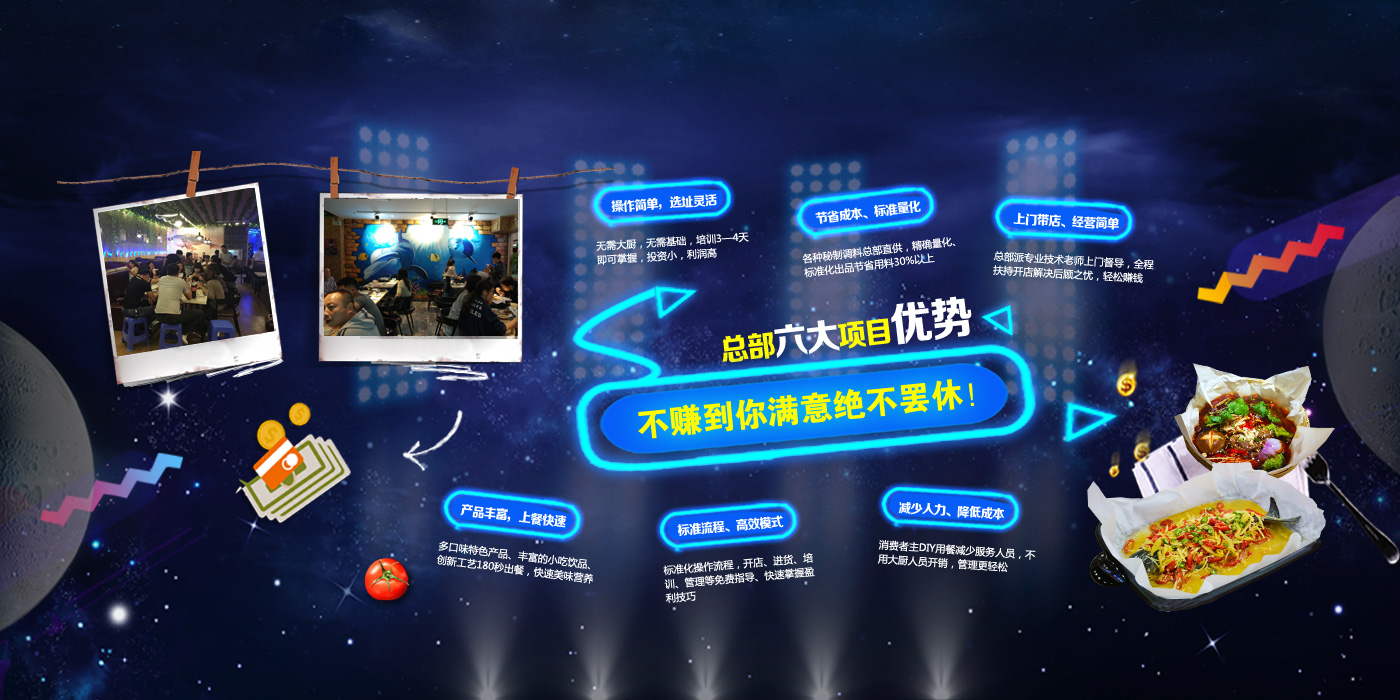 操作简单，选址灵活
无需大厨，无需基础，培训3—4天
即可掌握，投资小，利润高
节省成本、标准量化
各种秘制调料总部直供，精确量化、
标准化出品节省用料30%以上
上门带店、经营简单
总部派专业技术老师上门督导，全程
扶持开店解决后顾之忧，轻松赚钱
总部六大项目优势
不赚到你满意绝不罢休！
产品丰富，上餐快速
多口味特色产品、丰富的小吃饮品、
创新工艺180秒出餐，快速美味营养
标准流程、高效模式
标准化操作流程，开店、进货、培
训、管理等免费指导、快速掌握盈
利技巧
减少人力、降低成本
消费者主DIY用餐减少服务人员，不
用大厨人员开销，管理更轻松